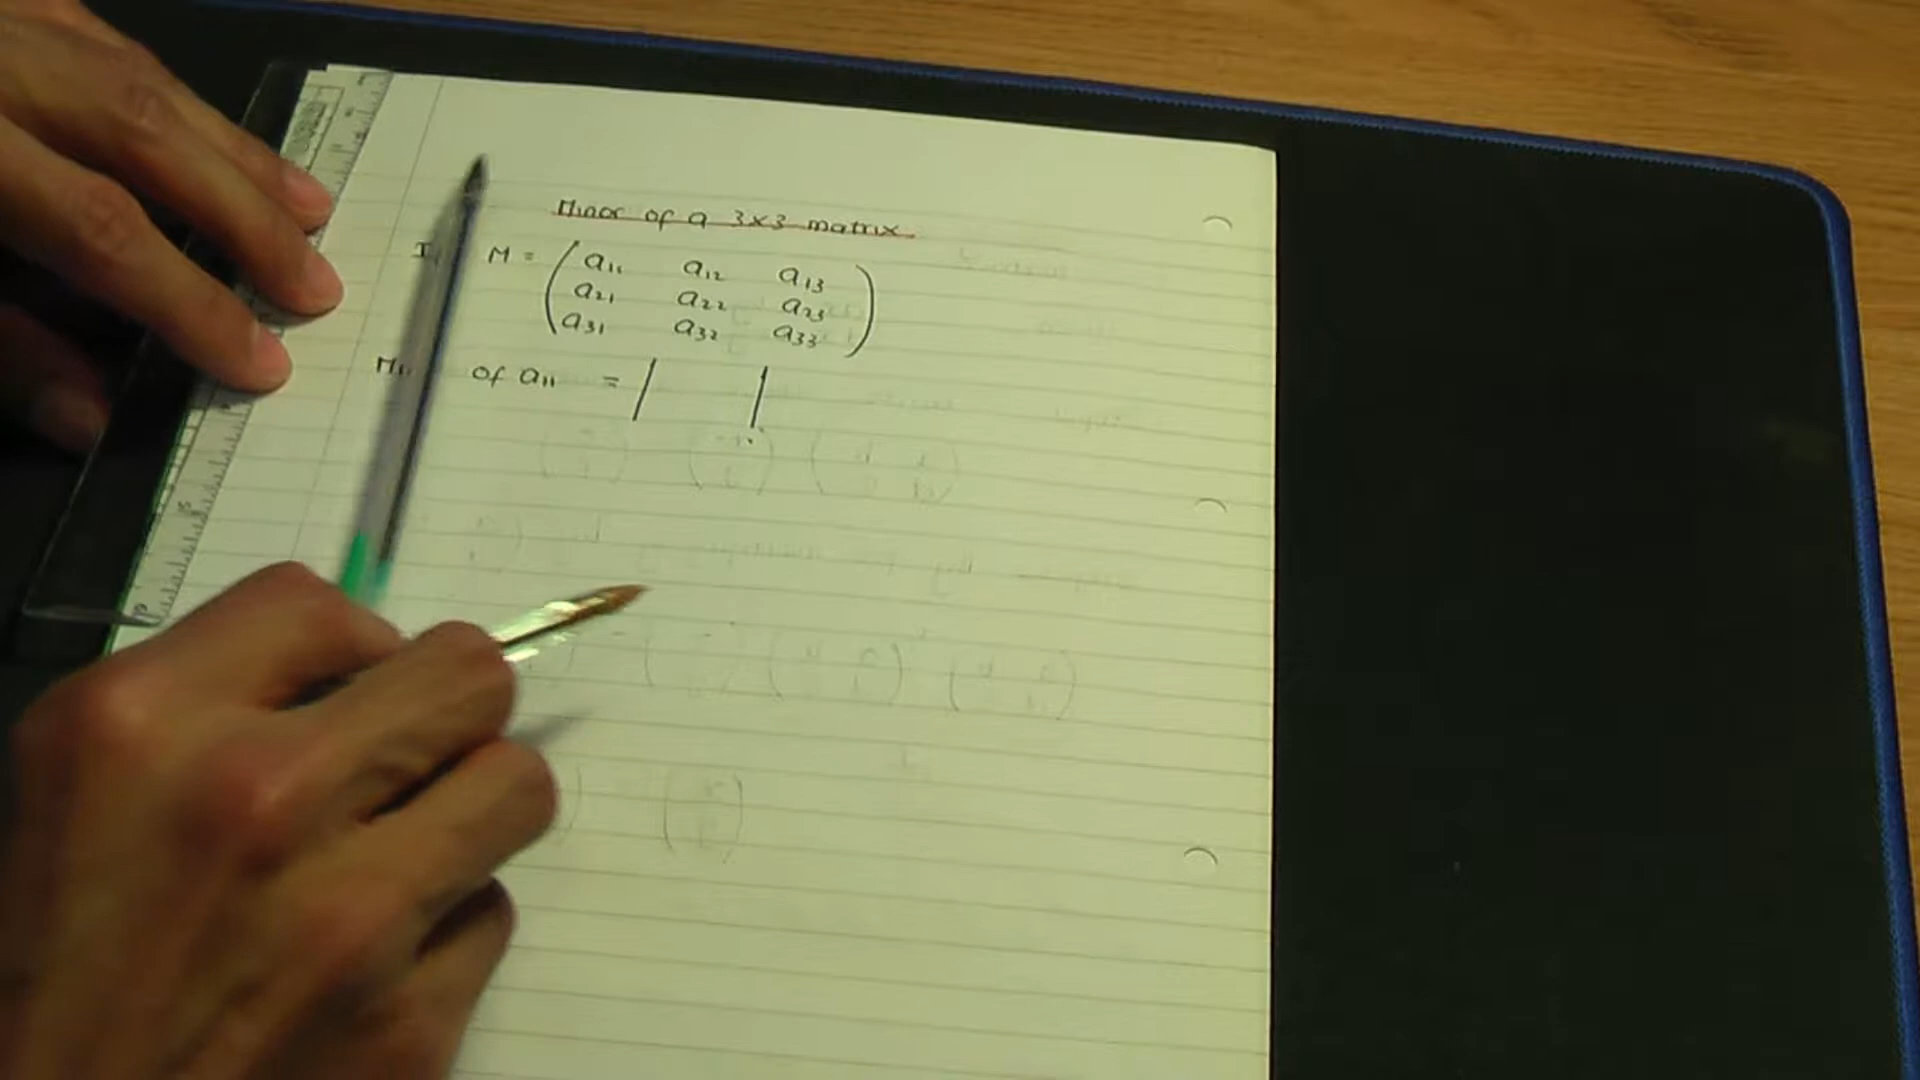 Minor of a 3x3 matrix
M = ( a11 a12 a13
a21 a22 a23
a31 a32 a33 )
of a11 = | |